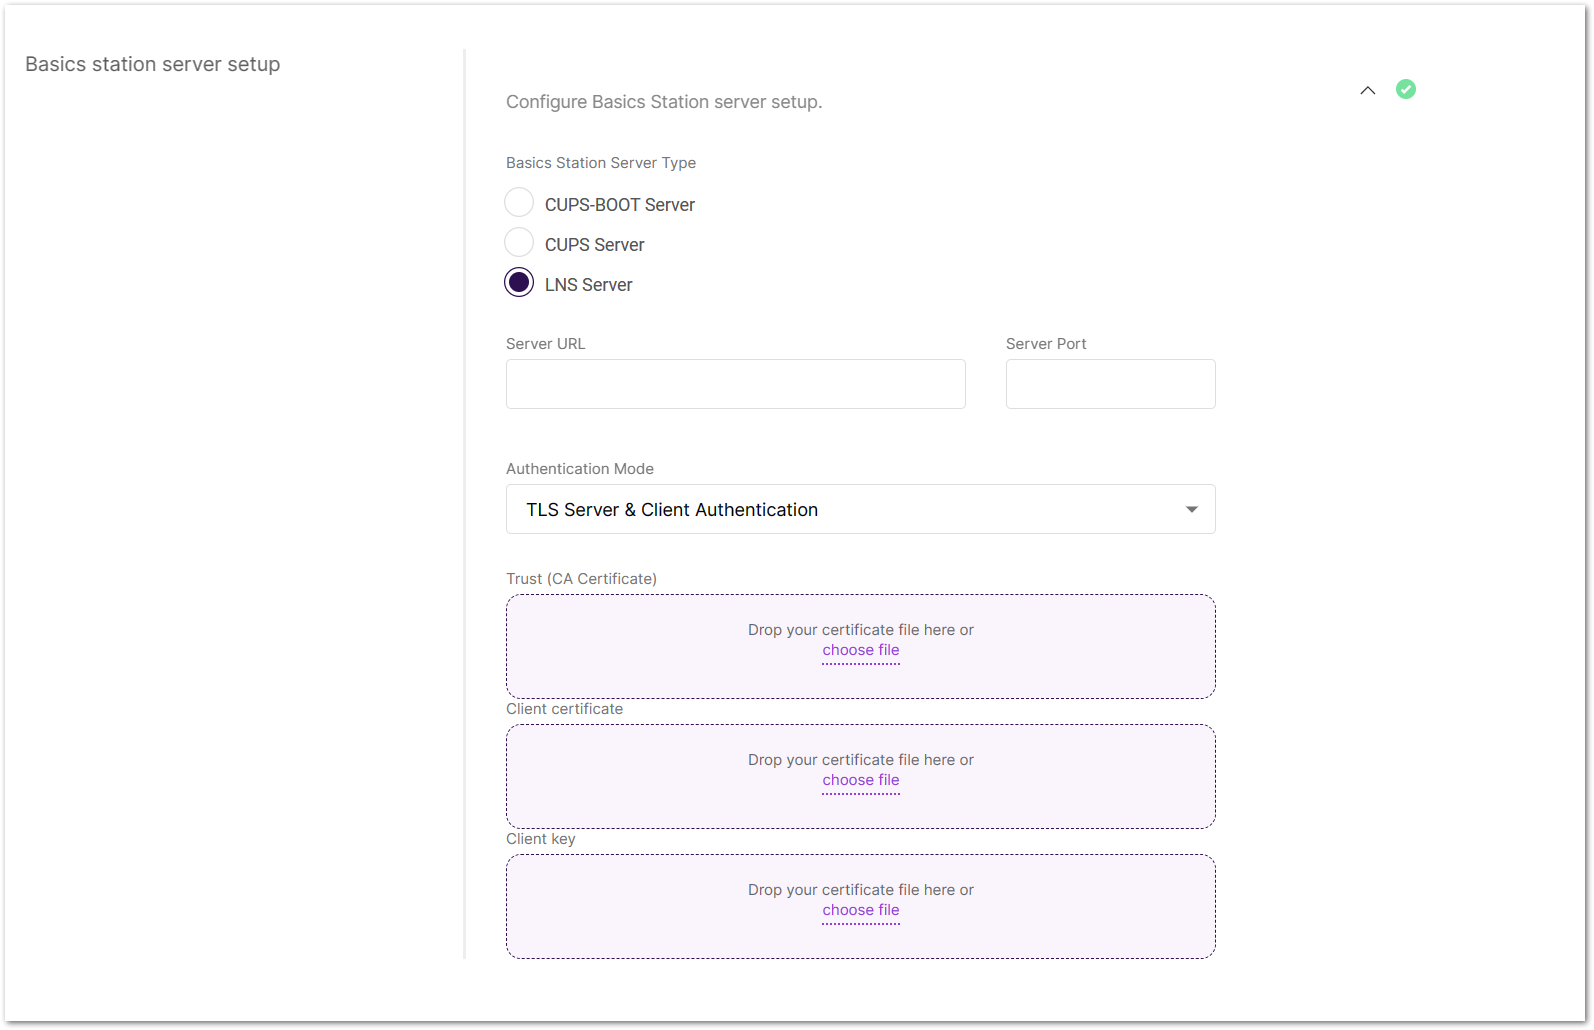 Basics station server setup
Configure Basics Station server setup.
Basics Station Server Type
CUPS-BOOT Server
CUPS Server
LNS Server
Server URL
Server Port
Authentication Mode
TLS Server & Client Authentication
Trust (CA Certificate)
Drop your certificate file here or
choose file
Client certificate
Drop your certificate file here or
choose file
Client key
Drop your certificate file here or
choose file